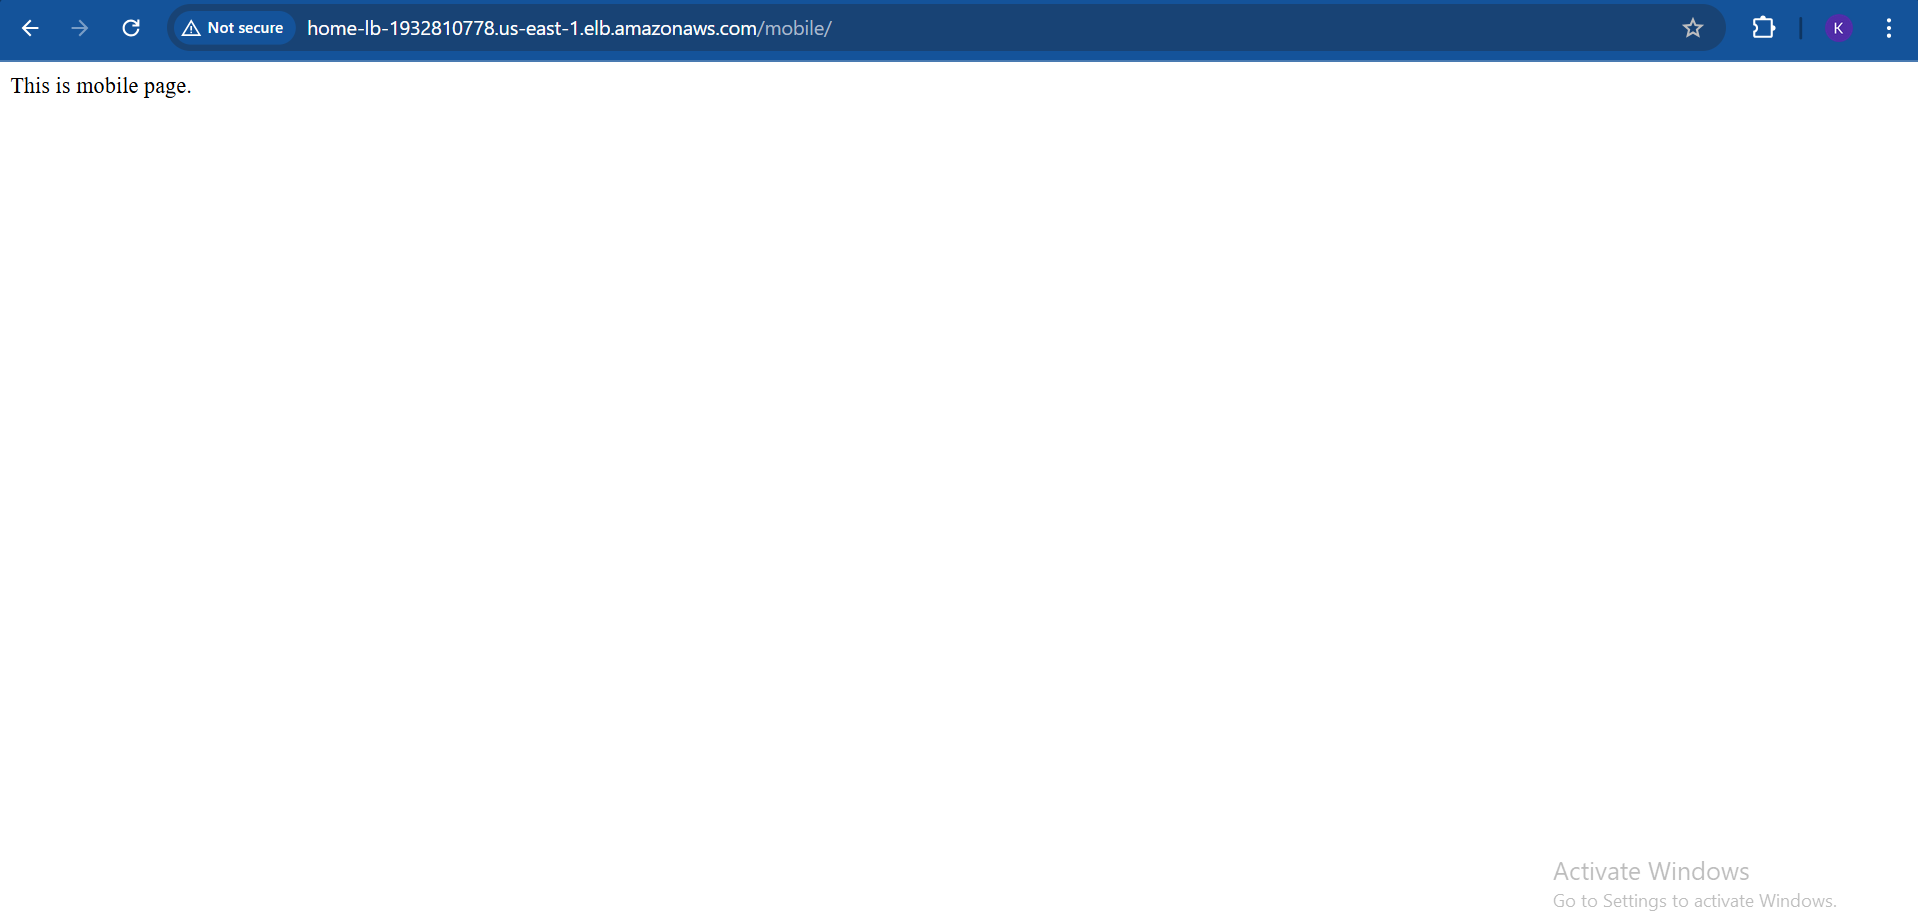 Not secure home-lb-1932810778.us-east-1.elb.amazonaws.com/mobile/ K
This is mobile page.
Activate Windows
Go to Settings to activate Windows.